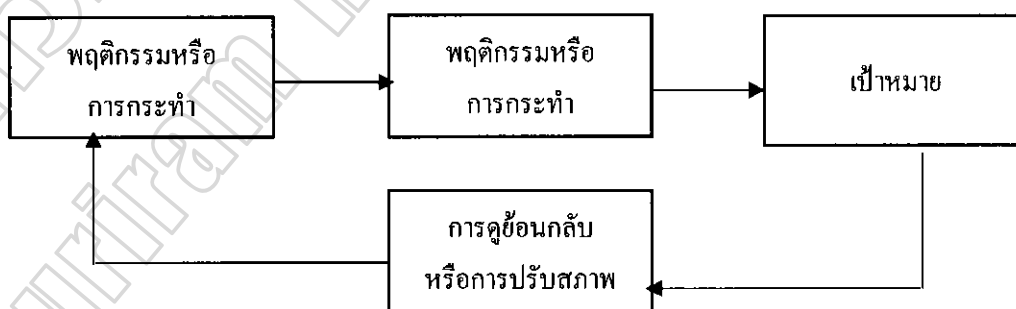 พฤติกรรมหรือ
การกระทำ
พฤติกรรมหรือ
การกระทำ
เป้าหมาย
การดูย้อนกลับ
หรือการปรับสภาพ